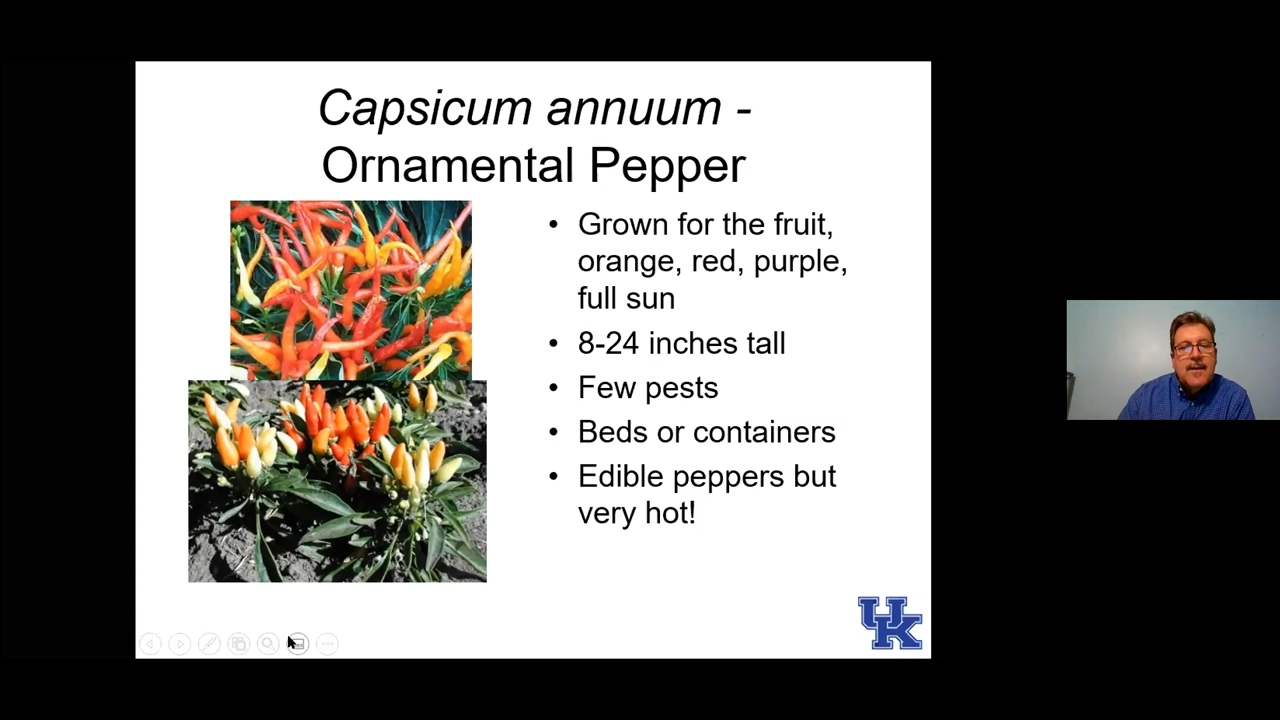 Capsicum annuum -
Ornamental Pepper
• Grown for the fruit,
orange, red, purple,
full sun
• 8-24 inches tall
• Few pests
• Beds or containers
• Edible peppers but
very hot!
UK